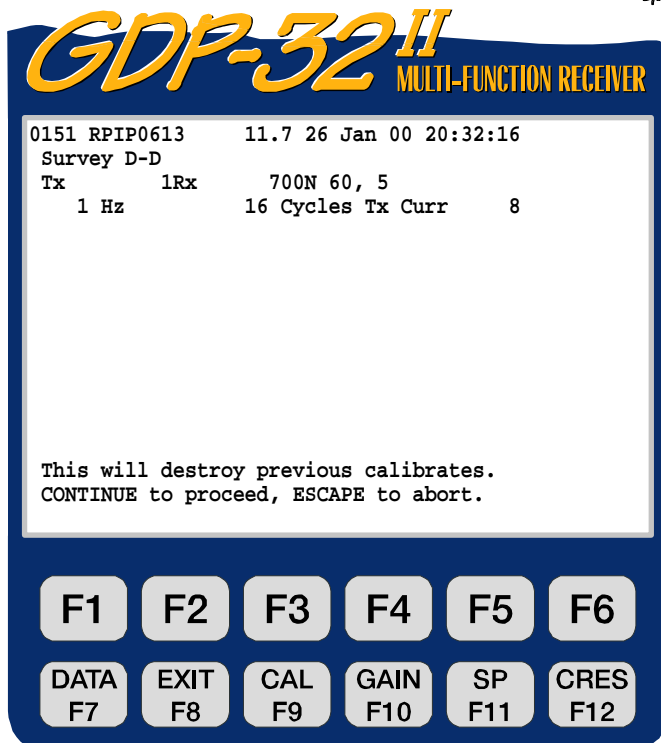 GDP-32 II
MULTI-FUNCTION RECEIVER
0151 RPIP0613 11.7 26 Jan 00 20:32:16
Survey D-D
Tx 1Rx 700N 60, 5
1 Hz 16 Cycles Tx Curr 8
This will destroy previous calibrates.
CONTINUE to proceed, ESCAPE to abort.
F1 F2 F3 F4 F5 F6
DATA EXIT CAL GAIN SP CRES
F7 F8 F9 F10 F11 F12